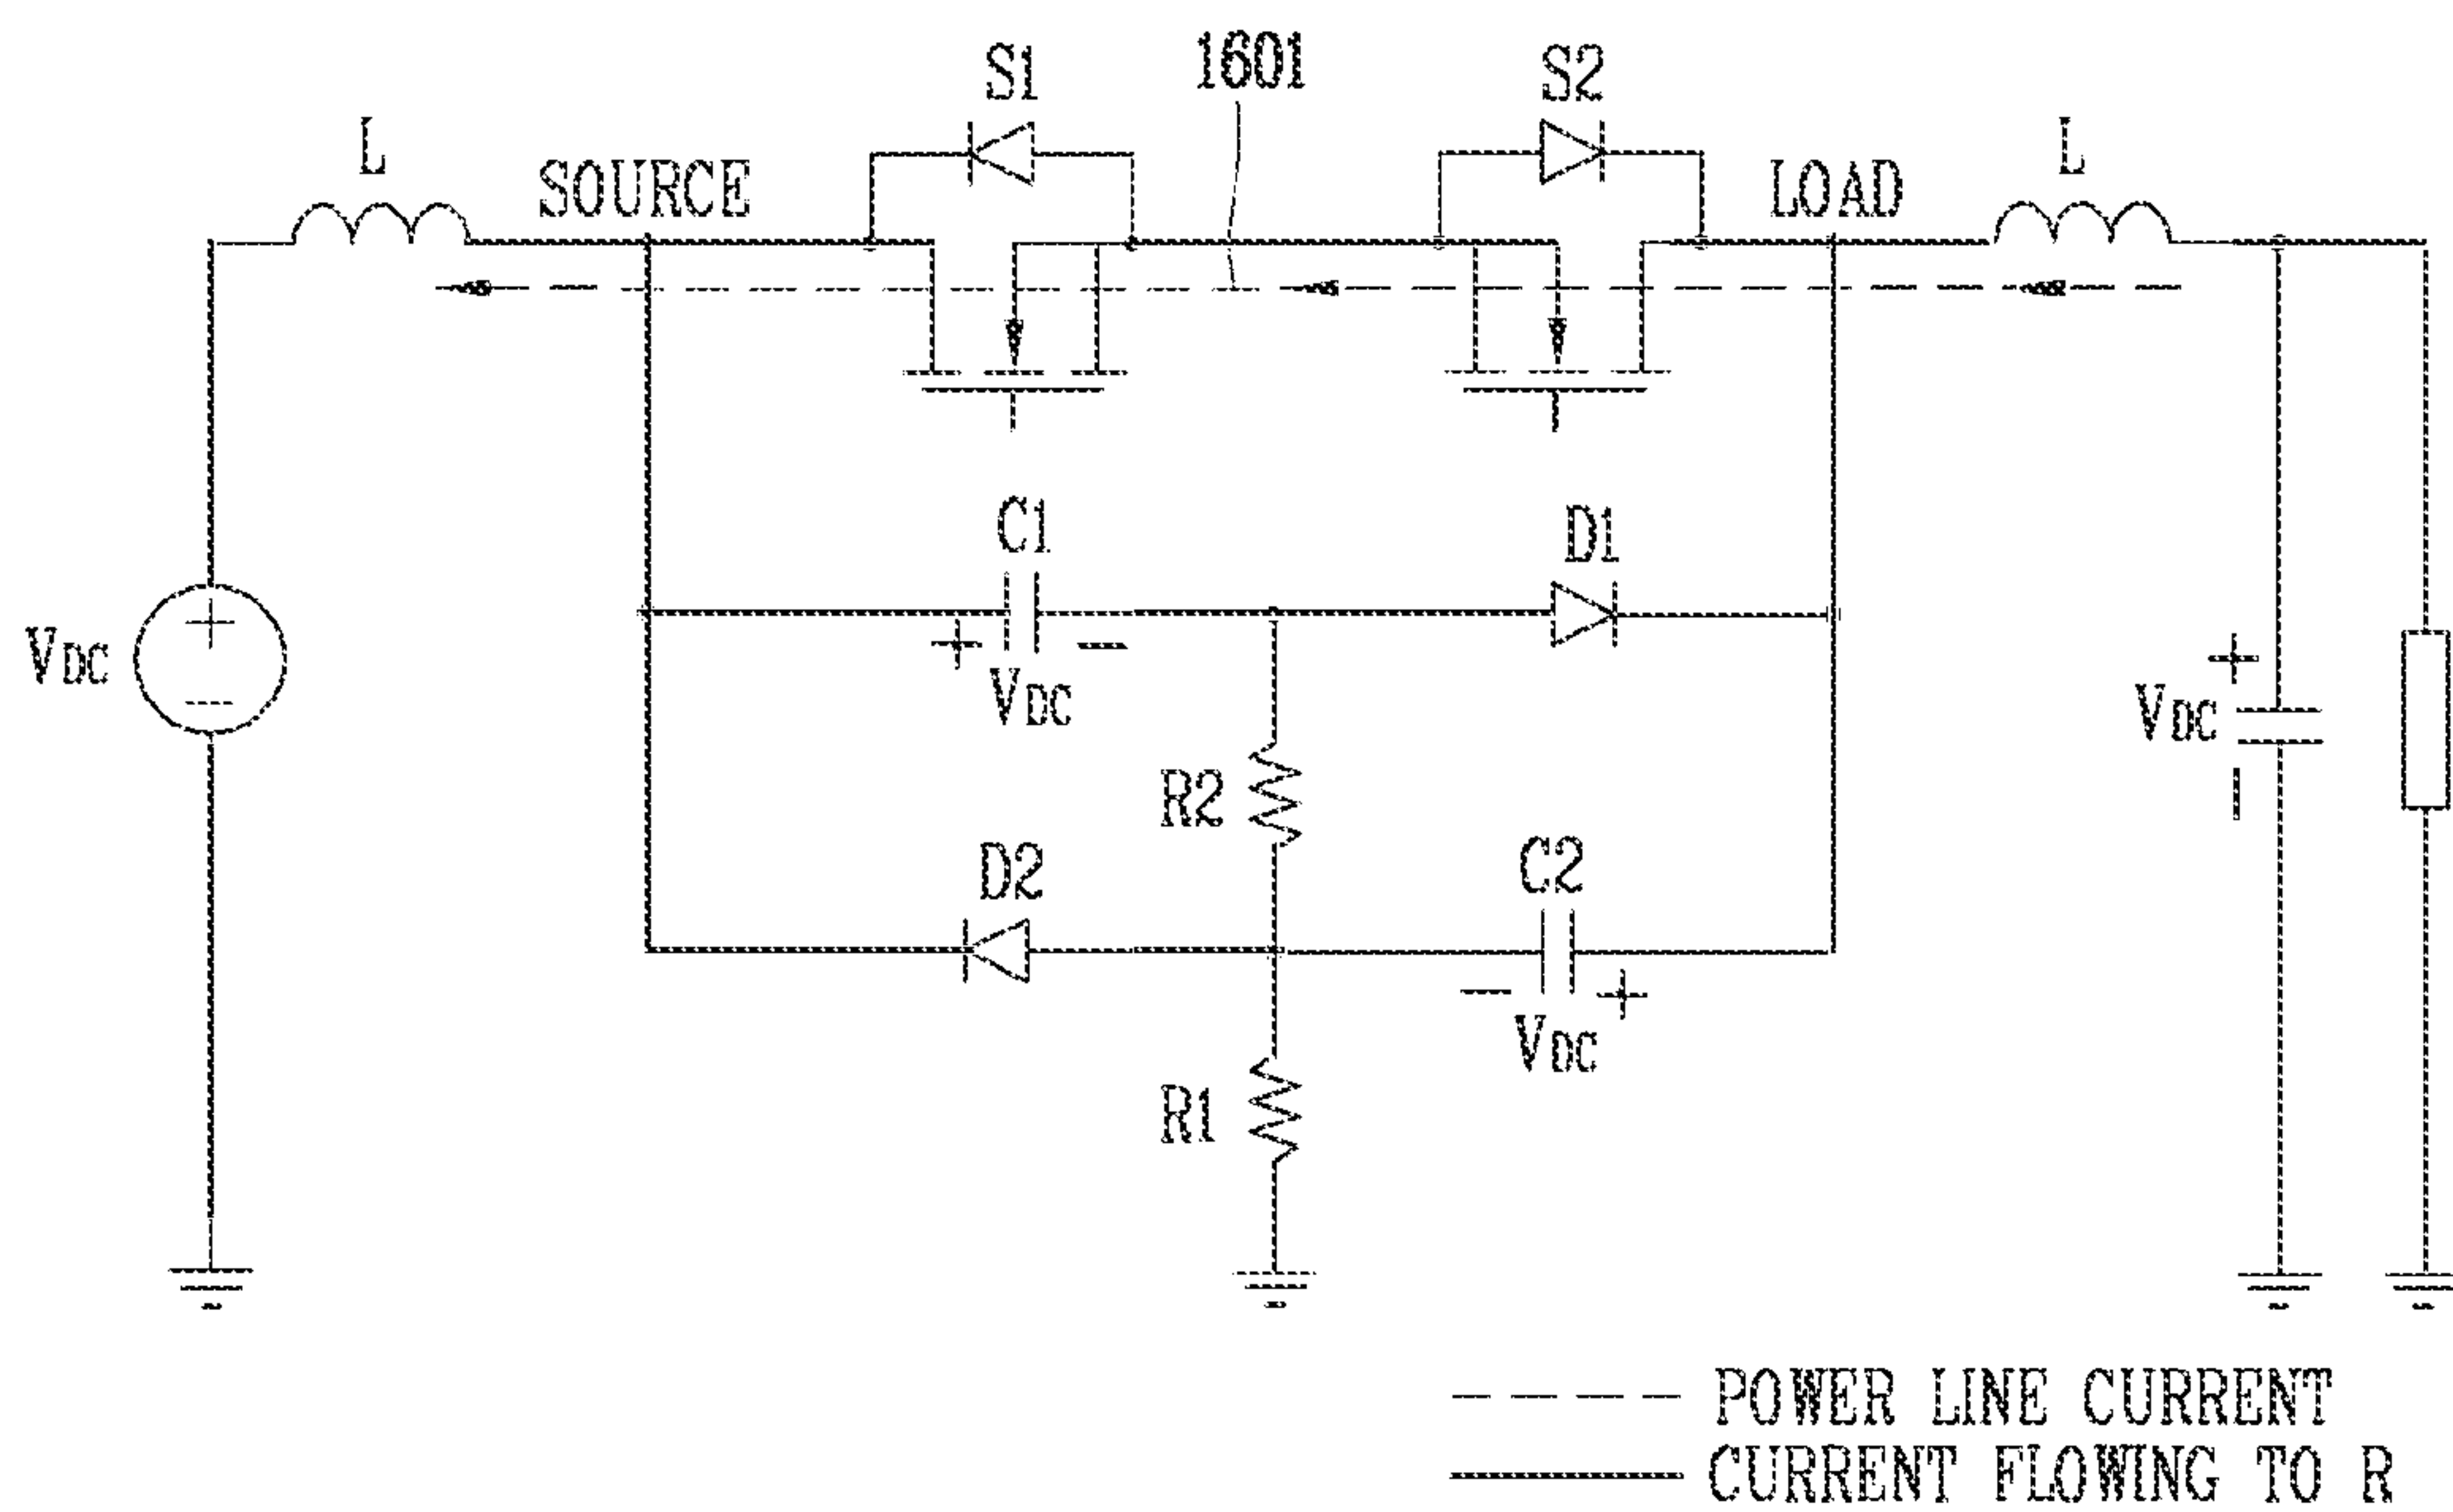 S1
1601
S2
L
SOURCE
LOAD
L
C1
D1
+
VDC
+
−
VDC
−
+
VDC
−
R2
D2
C2
−
+
VDC
R1
POWER LINE CURRENT
CURRENT FLOWING TO R